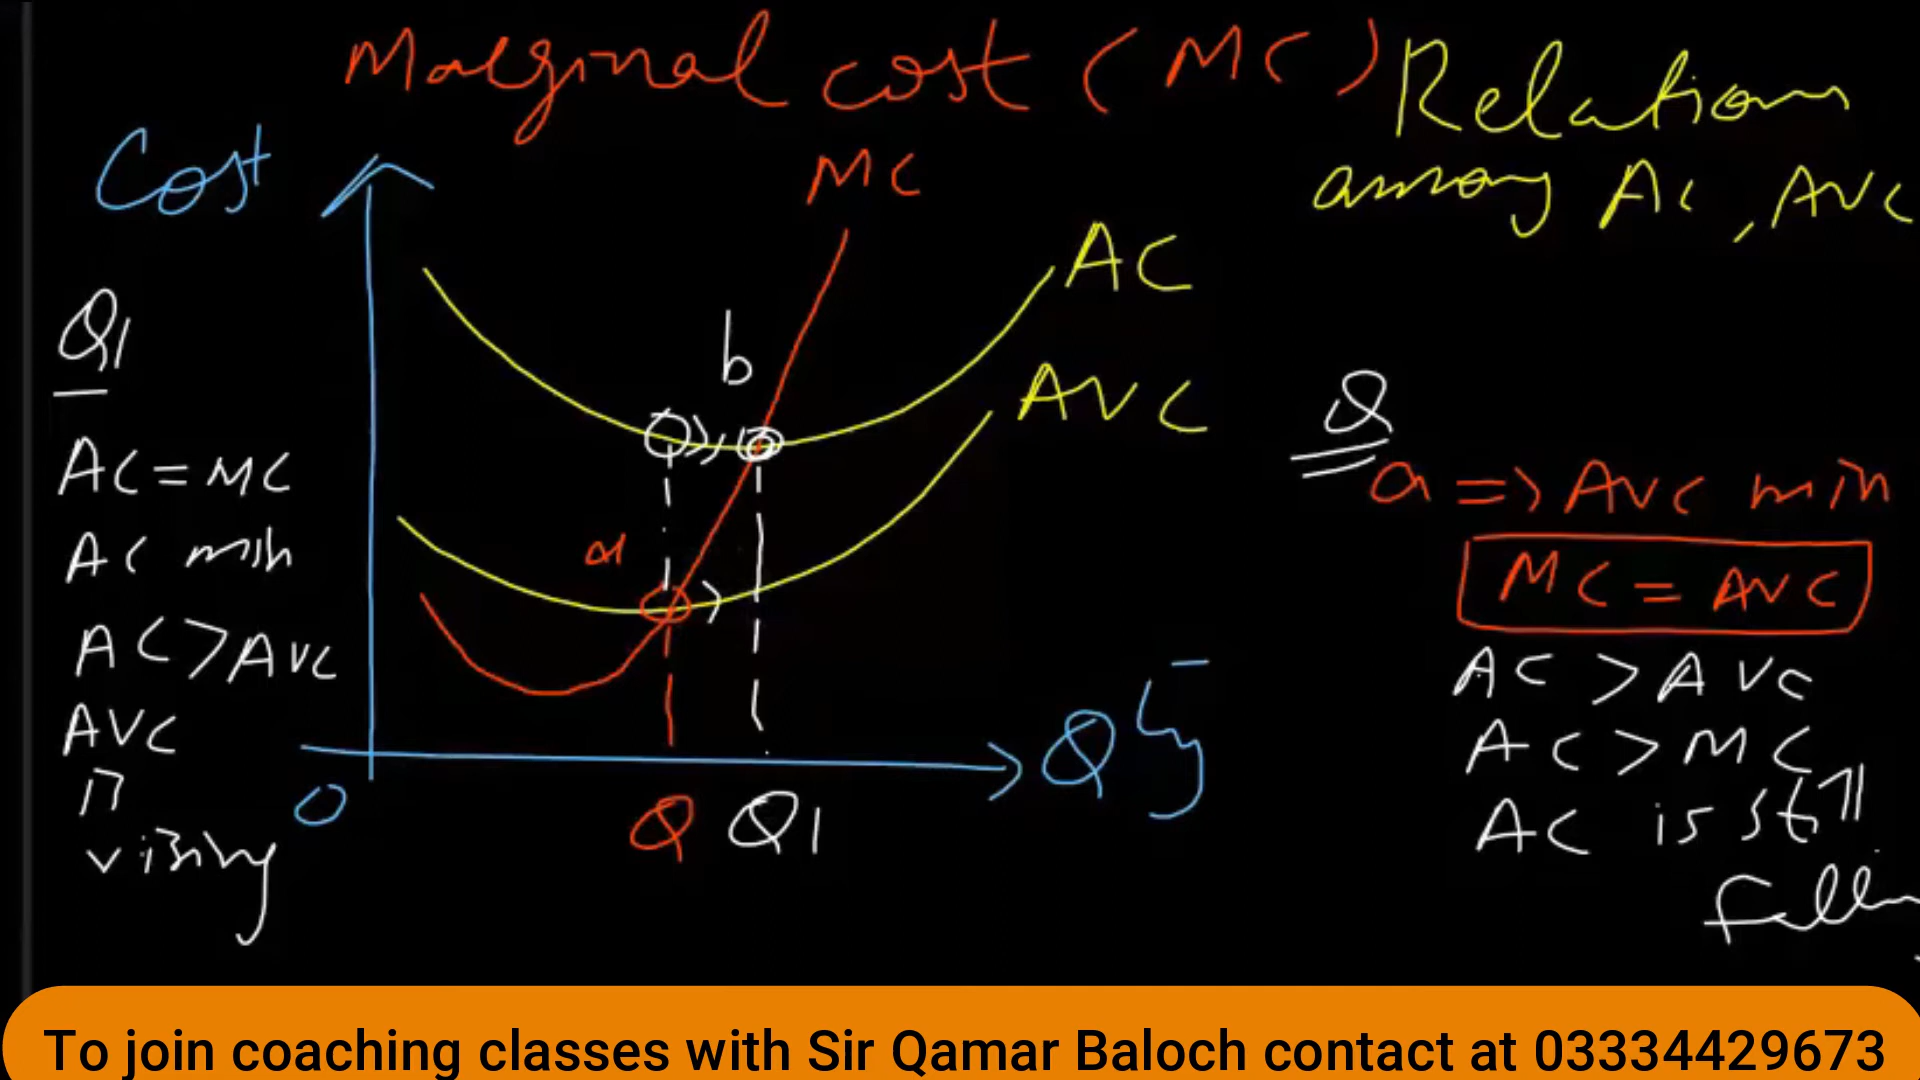 Marginal cost (MC)
Relation
among AC, AVC
Cost
MC
AC
AVC
b
a
Q1
AC = MC
AC min
AC > AVC
AVC
rising
Q
a => AVC min
MC = AVC
AC > AVC
AC > MC
AC is still
O
Q
Q1
To join coaching classes with Sir Qamar Baloch contact at 03334429673